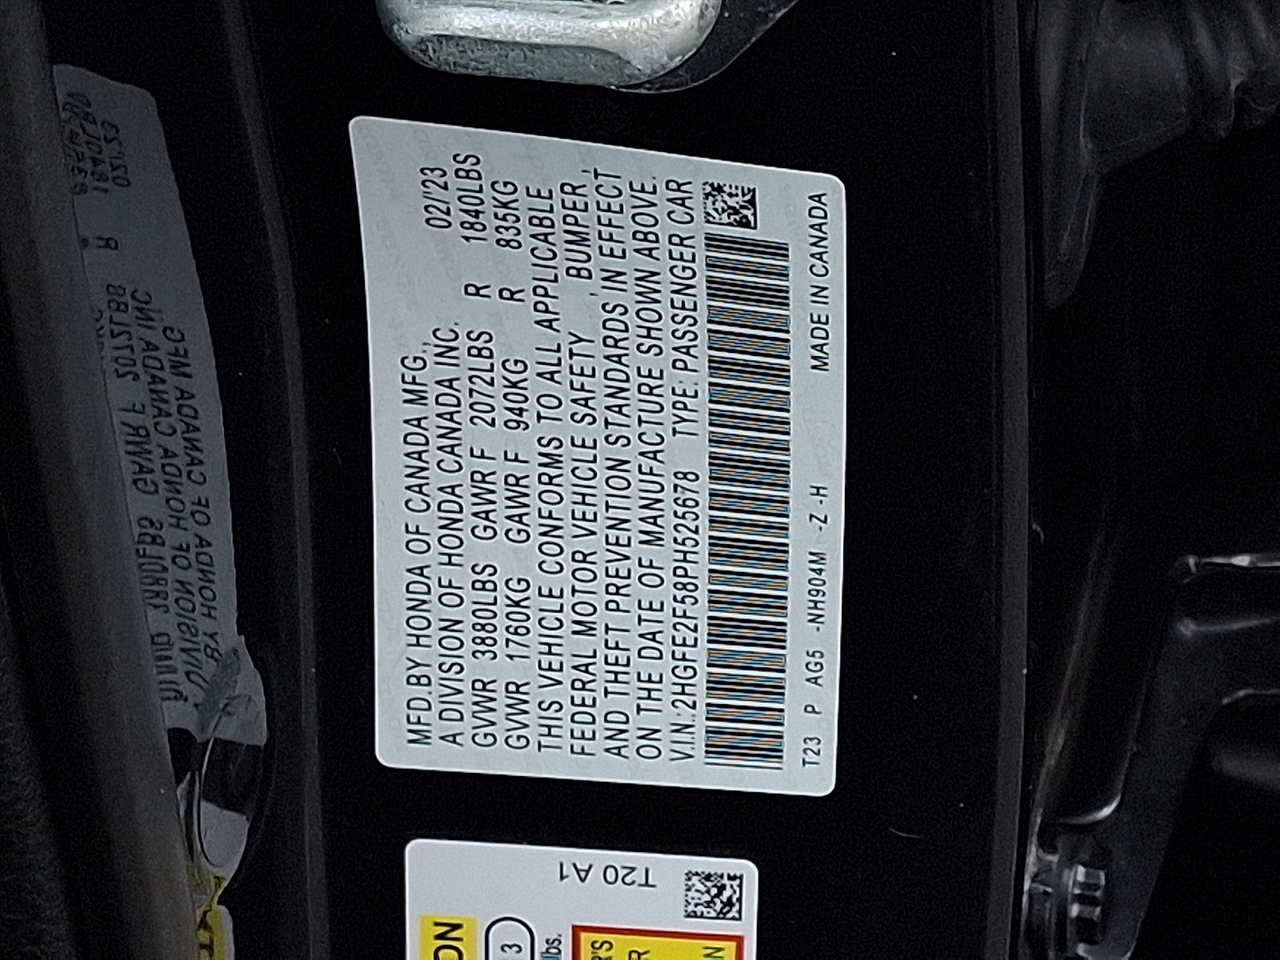 MFD. BY HONDA OF CANADA MFG.,
A DIVISION OF HONDA CANADA INC. 02/'23
GVWR 3880LBS GAWR F 2072LBS R 1840LBS
GVWR 1760KG GAWR F 940KG R 835KG
THIS VEHICLE CONFORMS TO ALL APPLICABLE
FEDERAL MOTOR VEHICLE SAFETY , BUMPER ,
AND THEFT PREVENTION STANDARDS IN EFFECT
ON THE DATE OF MANUFACTURE SHOWN ABOVE.
V.I.N.: 2HGFE2F58PH525678 TYPE: PASSENGER CAR
T23 P AG5 -NH904M -Z -H MADE IN CANADA
T20 A1
3
lbs.